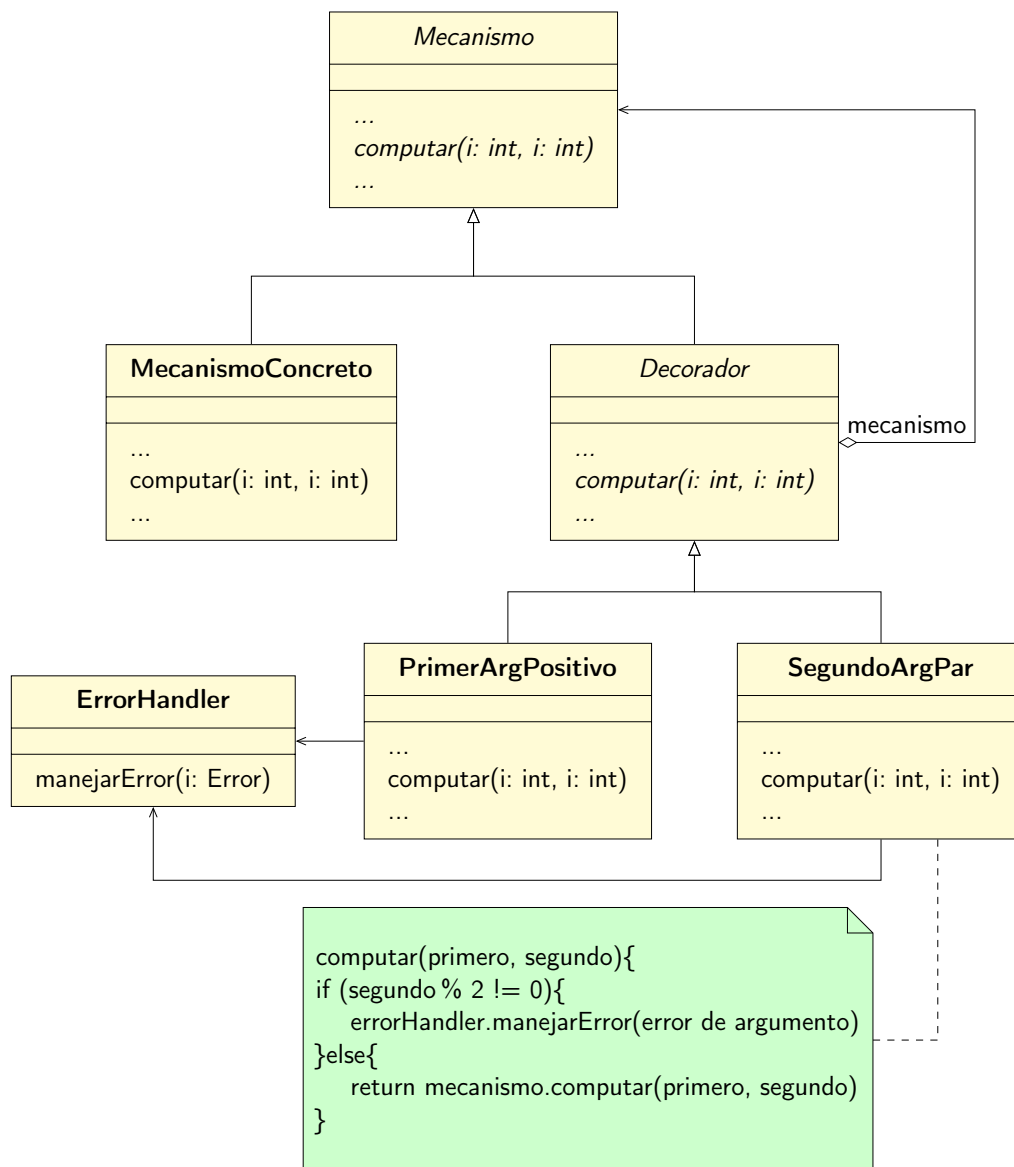 Mecanismo
...
computar(i: int, i: int)
...
MecanismoConcreto
...
computar(i: int, i: int)
...
Decorador
...
computar(i: int, i: int)
...
mecanismo
ErrorHandler
manejarError(i: Error)
PrimerArgPositivo
...
computar(i: int, i: int)
...
SegundoArgPar
...
computar(i: int, i: int)
...
computar(primero, segundo){
if (segundo % 2 != 0){
errorHandler.manejarError(error de argumento)
}else{
return mecanismo.computar(primero, segundo)
}